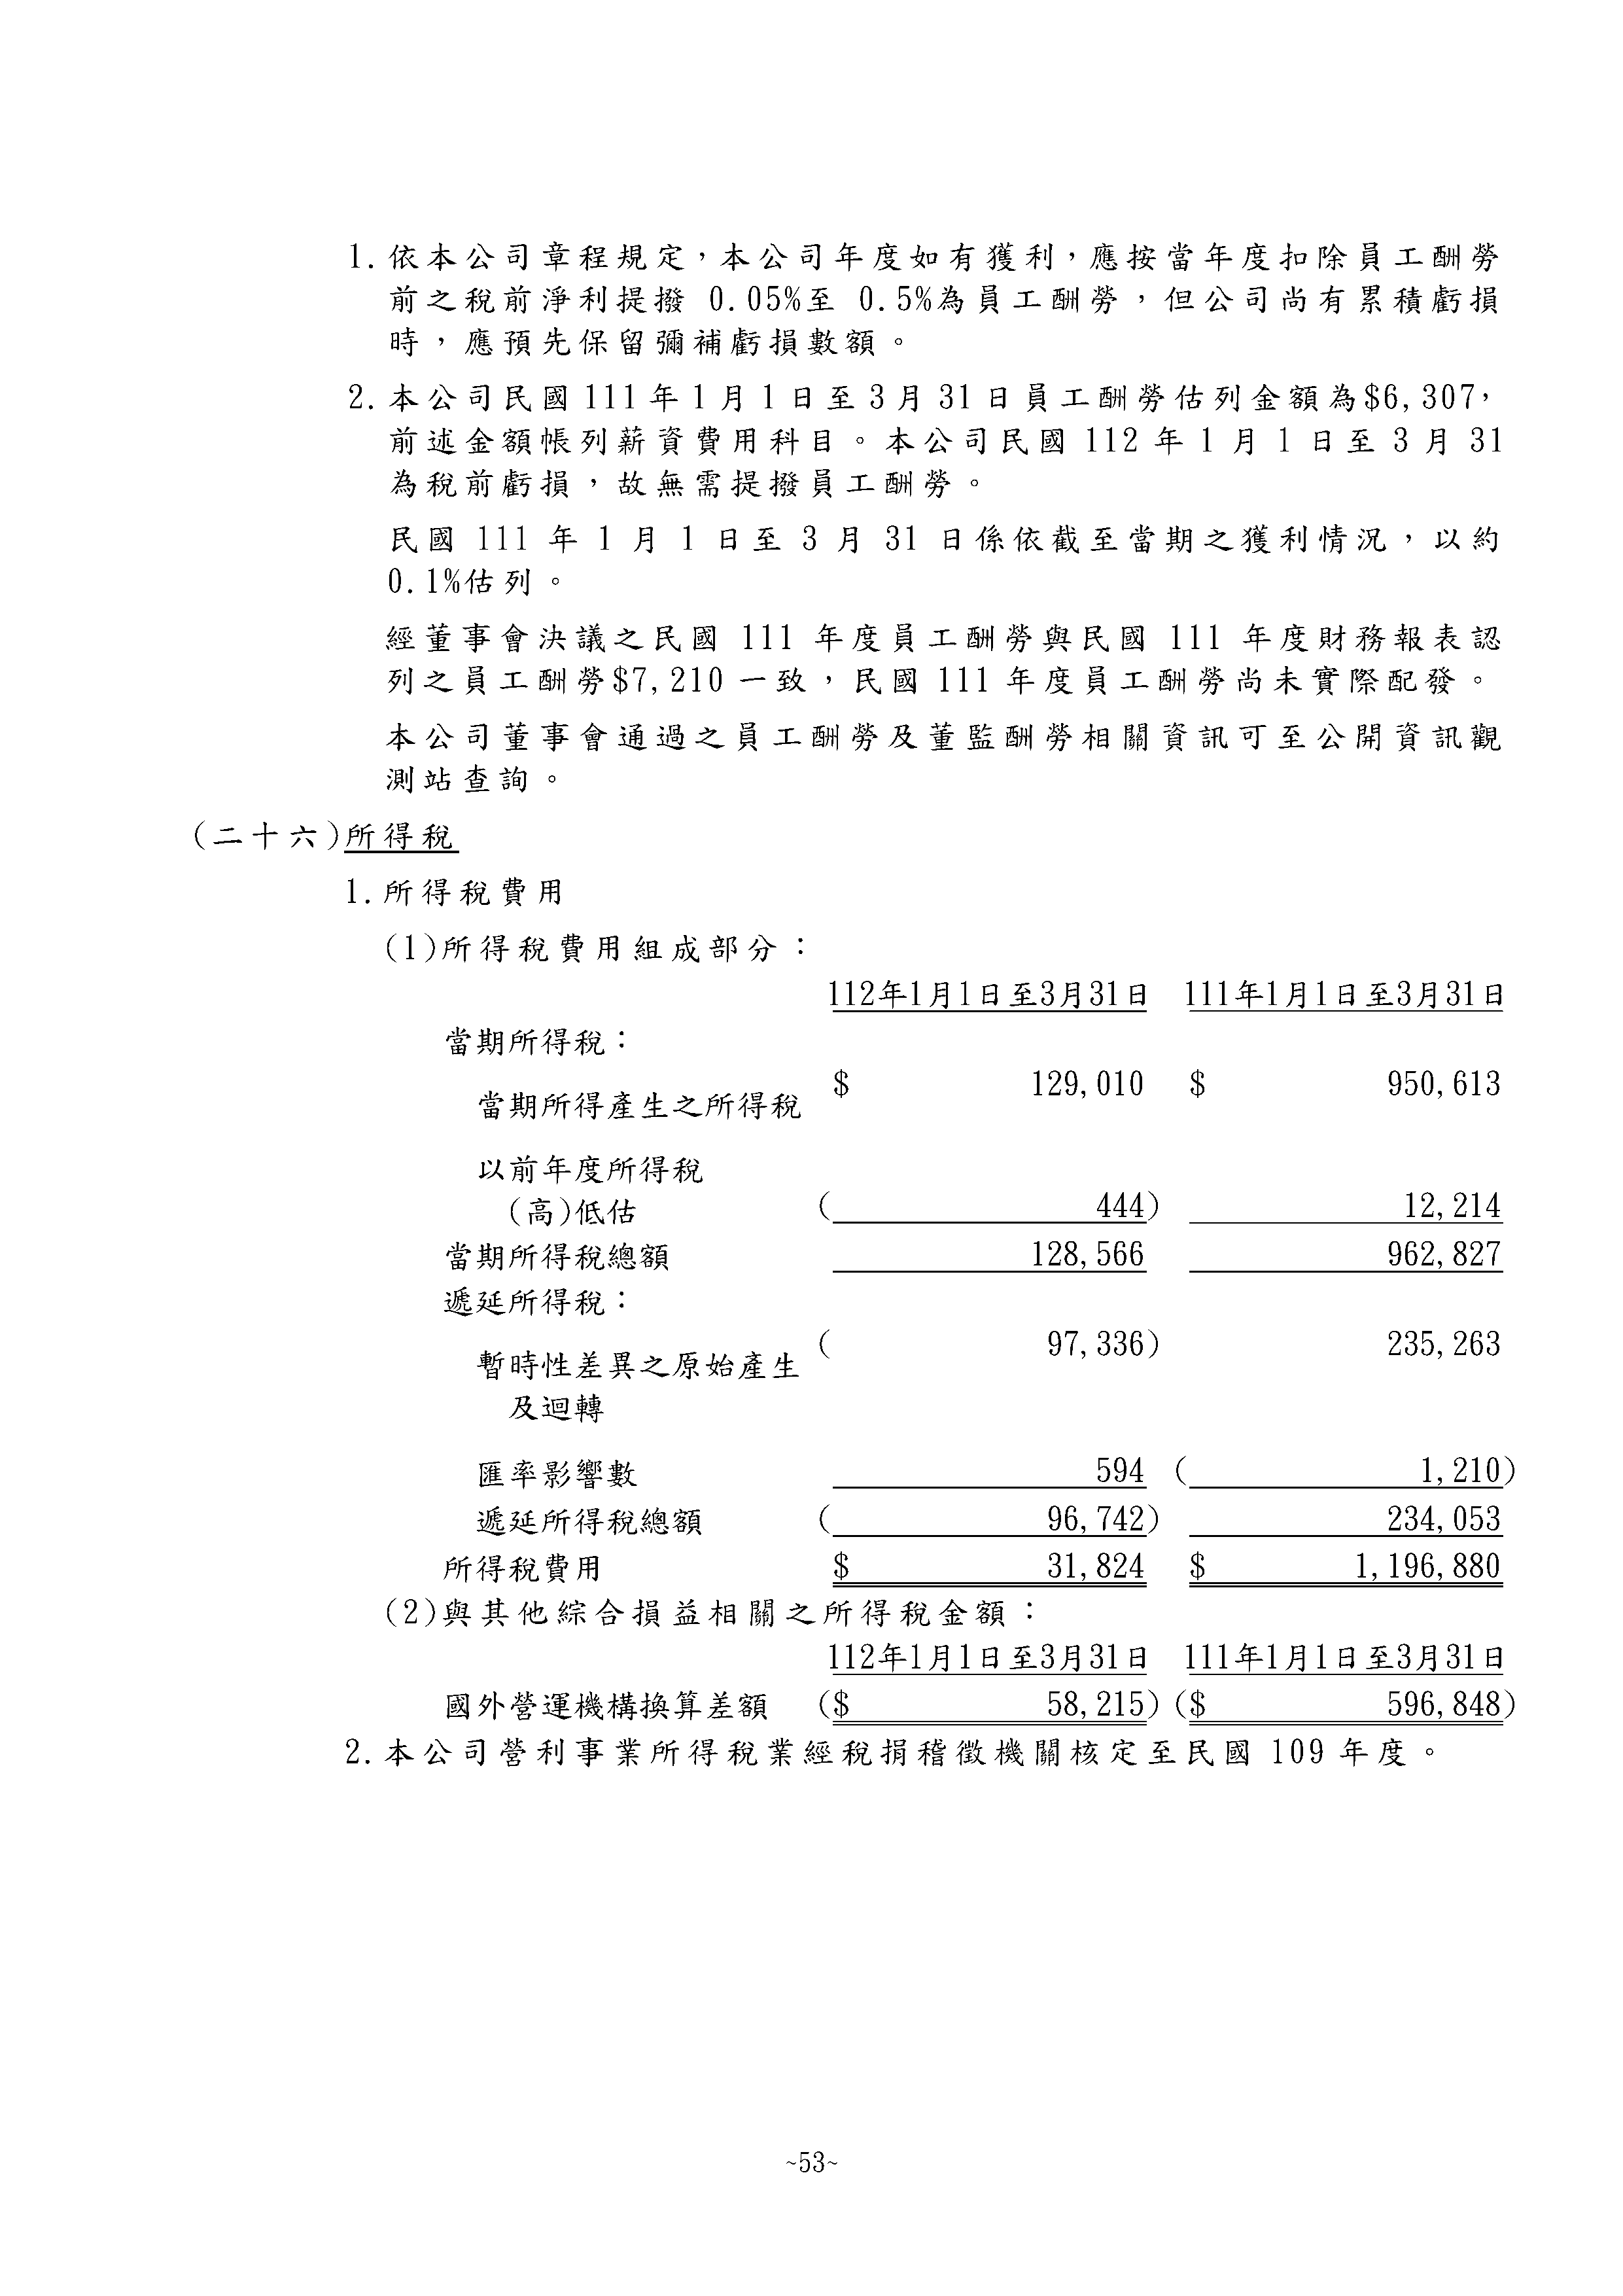 1. 依本公司章程規定，本公司年度如有獲利，應按當年度扣除員工酬勞
前之稅前淨利提撥 0.05%至 0.5%為員工酬勞，但公司尚有累積虧損
時，應預先保留彌補虧損數額。
2. 本公司民國 111 年 1 月 1 日至 3 月 31 日員工酬勞估列金額為$6,307，
前述金額帳列薪資費用科目。本公司民國 112 年 1 月 1 日至 3 月 31
為稅前虧損，故無需提撥員工酬勞。
民國 111 年 1 月 1 日至 3 月 31 日係依截至當期之獲利情況，以約
0.1%估列。
經董事會決議之民國 111 年度員工酬勞與民國 111 年度財務報表認
列之員工酬勞$7,210 一致，民國 111 年度員工酬勞尚未實際配發。
本公司董事會通過之員工酬勞及董監酬勞相關資訊可至公開資訊觀
測站查詢。
(二十六)所得稅
1. 所得稅費用
(1)所得稅費用組成部分：
112年1月1日至3月31日 111年1月1日至3月31日
當期所得稅：
當期所得產生之所得稅 $ 129,010 $ 950,613
以前年度所得稅
(高)低估 ( 444) 12,214
當期所得稅總額 128,566 962,827
遞延所得稅：
暫時性差異之原始產生 ( 97,336) 235,263
及迴轉
匯率影響數 594 ( 1,210)
遞延所得稅總額 ( 96,742) 234,053
所得稅費用 $ 31,824 $ 1,196,880
(2)與其他綜合損益相關之所得稅金額：
112年1月1日至3月31日 111年1月1日至3月31日
國外營運機構換算差額 ($ 58,215) ($ 596,848)
2. 本公司營利事業所得稅業經稅捐稽徵機關核定至民國 109 年度。
~53~